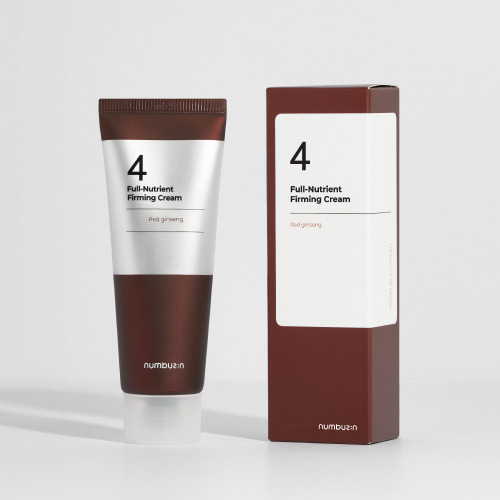 4
Full-Nutrient
Firming Cream
Red ginseng
numbuzin
4
Full-Nutrient
Firming Cream
Red ginseng
numbuzin